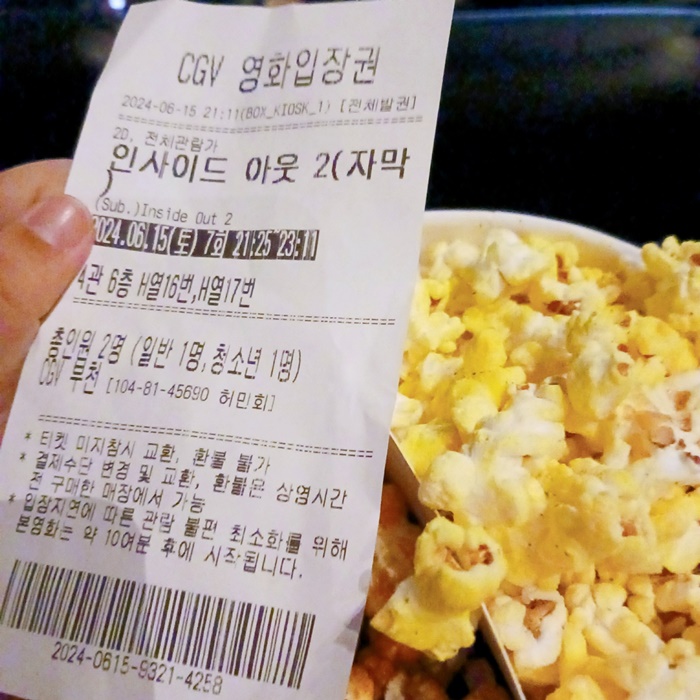 CGV 영화입장권
2024-06-15 21:11(BOX_KIOSK_1) [전체발권]
2D, 전체관람가
인사이드 아웃 2(자막
)
(Sub.)Inside Out 2
2024.06.15(토) 7회 21:25 23:11
4관 6층 H열16번,H열17번
총인원 2명 (일반 1명,청소년 1명)
CGV 부천 [104-81-45690 허민회]
* 티켓 미지참시 교환, 환불 불가
* 결제수단 변경 및 교환, 환불은 상영시간
전 구매한 매장에서 가능
* 입장지연에 따른 관람 불편 최소화를 위해
본영화는 약 10여분 후에 시작됩니다.
2024-0615-9321-4258